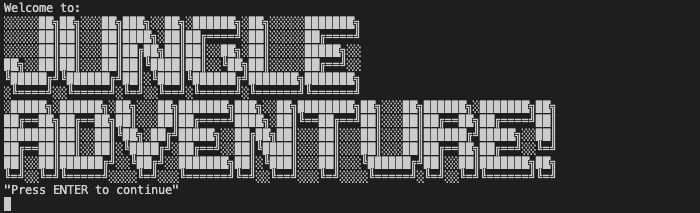 Welcome to:
JUNGLE
ADVENTURE!
"Press ENTER to continue"